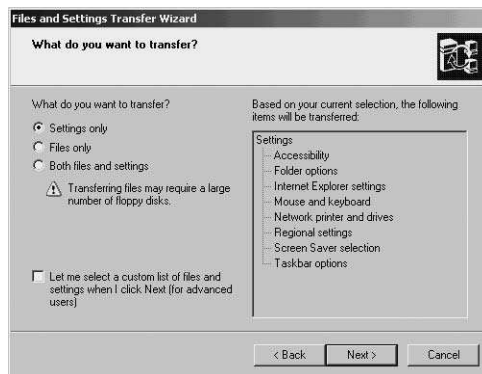 Files and Settings Transfer Wizard
What do you want to transfer?
What do you want to transfer?
Settings only
Files only
Both files and settings
Transferring files may require a large
number of floppy disks.
Let me select a custom list of files and
settings when I click Next (for advanced
users)
Based on your current selection, the following
items will be transferred:
Settings
Accessibility
Folder options
Internet Explorer settings
Mouse and keyboard
Network printer and drives
Regional settings
Screen Saver selection
Taskbar options
< Back
Next >
Cancel